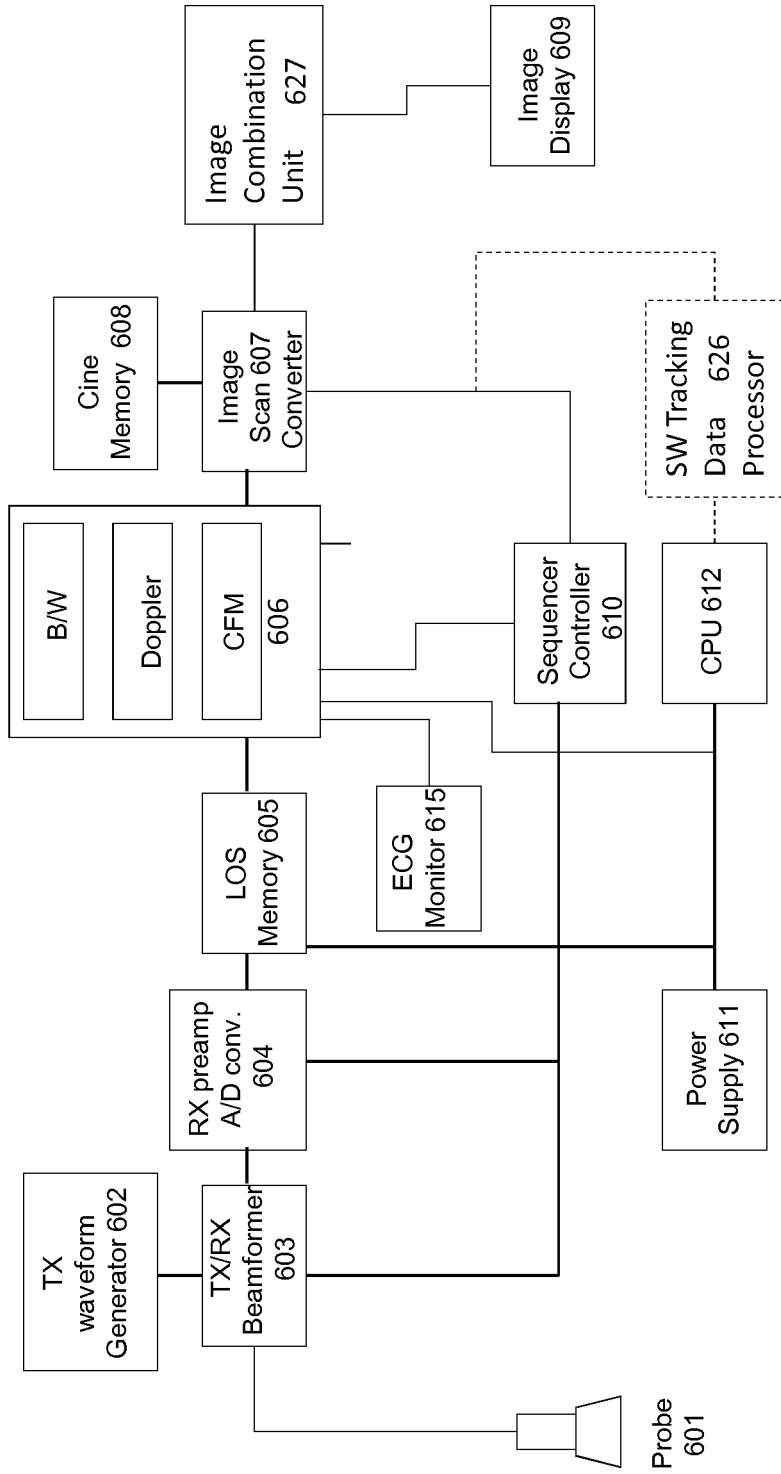 TX
waveform
Generator 602
TX/RX
Beamformer
603
Probe
601
RX preamp
A/D conv.
604
LOS
Memory 605
B/W
Doppler
CFM
606
ECG
Monitor 615
Cine
Memory 608
Image
Scan 607
Converter
Image
Combination
Unit 627
Image
Display 609
Sequencer
Controller
610
Power
Supply 611
CPU 612
SW Tracking
Data 626
Processor